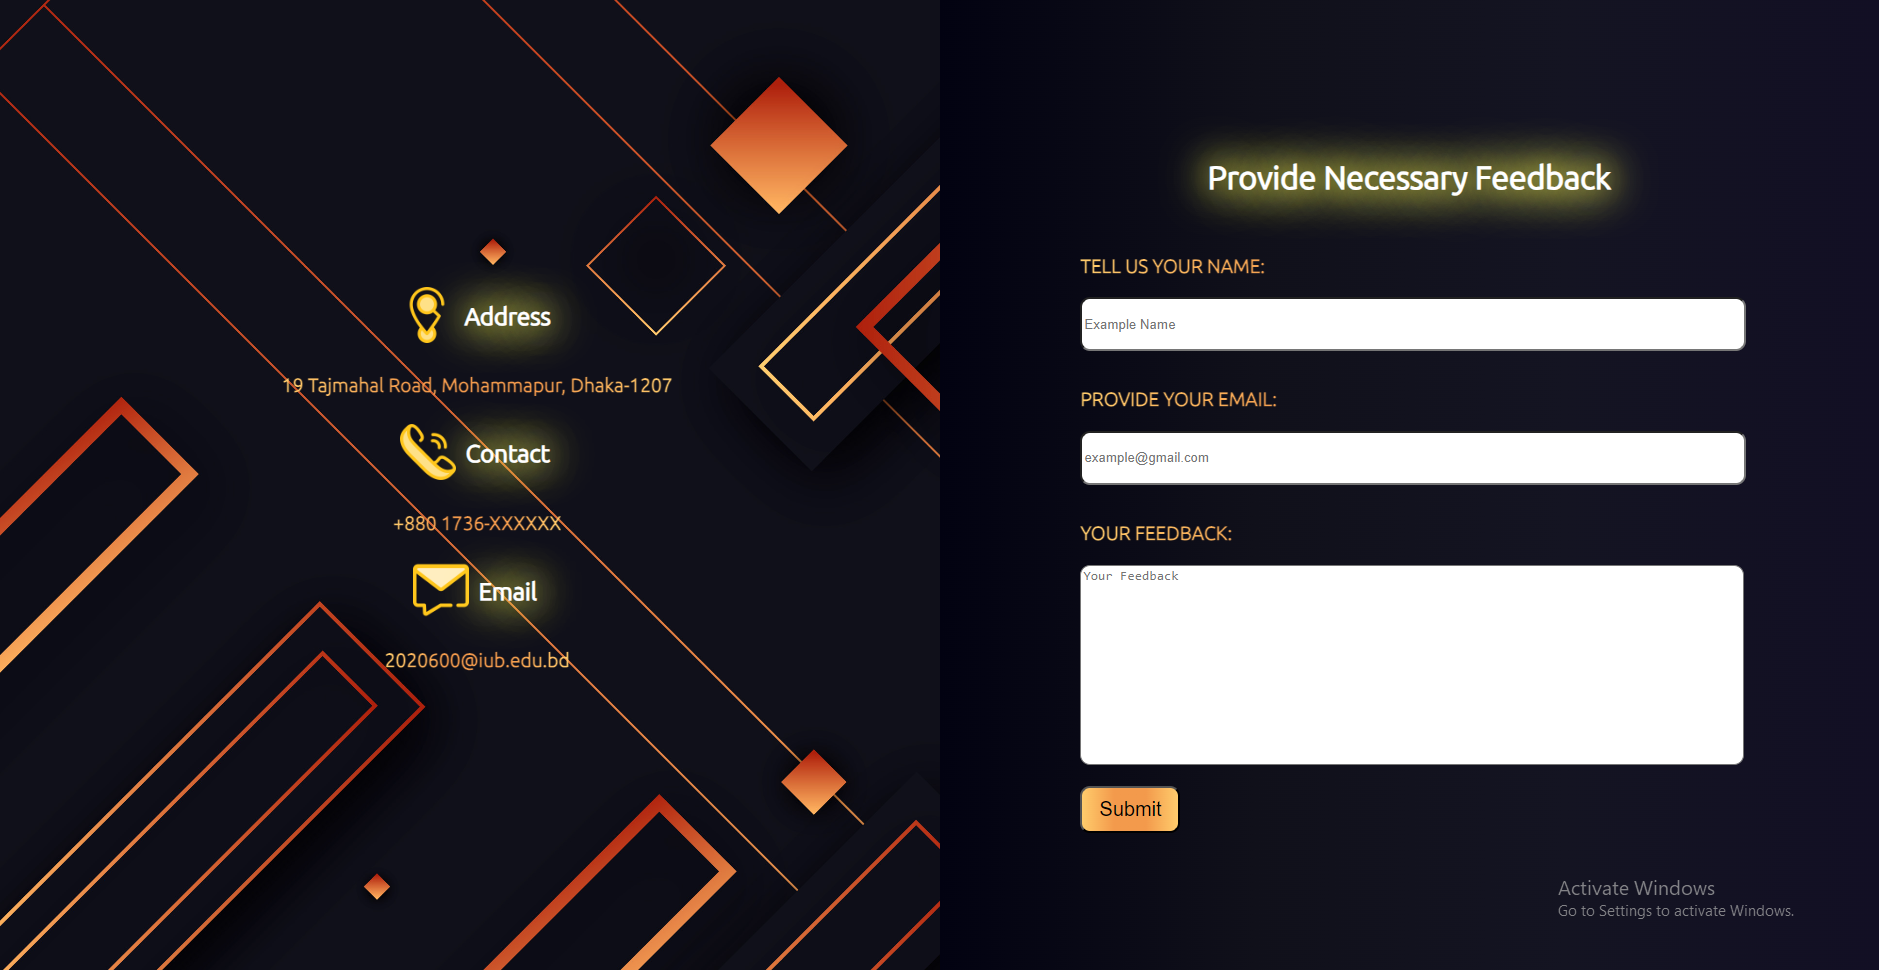 Address
19 Tajmahal Road, Mohammapur, Dhaka-1207
Contact
+880 1736-XXXXXX
Email
2020600@iub.edu.bd
Provide Necessary Feedback
TELL US YOUR NAME:
Example Name
PROVIDE YOUR EMAIL:
example@gmail.com
YOUR FEEDBACK:
Your Feedback
Submit
Activate Windows
Go to Settings to activate Windows.